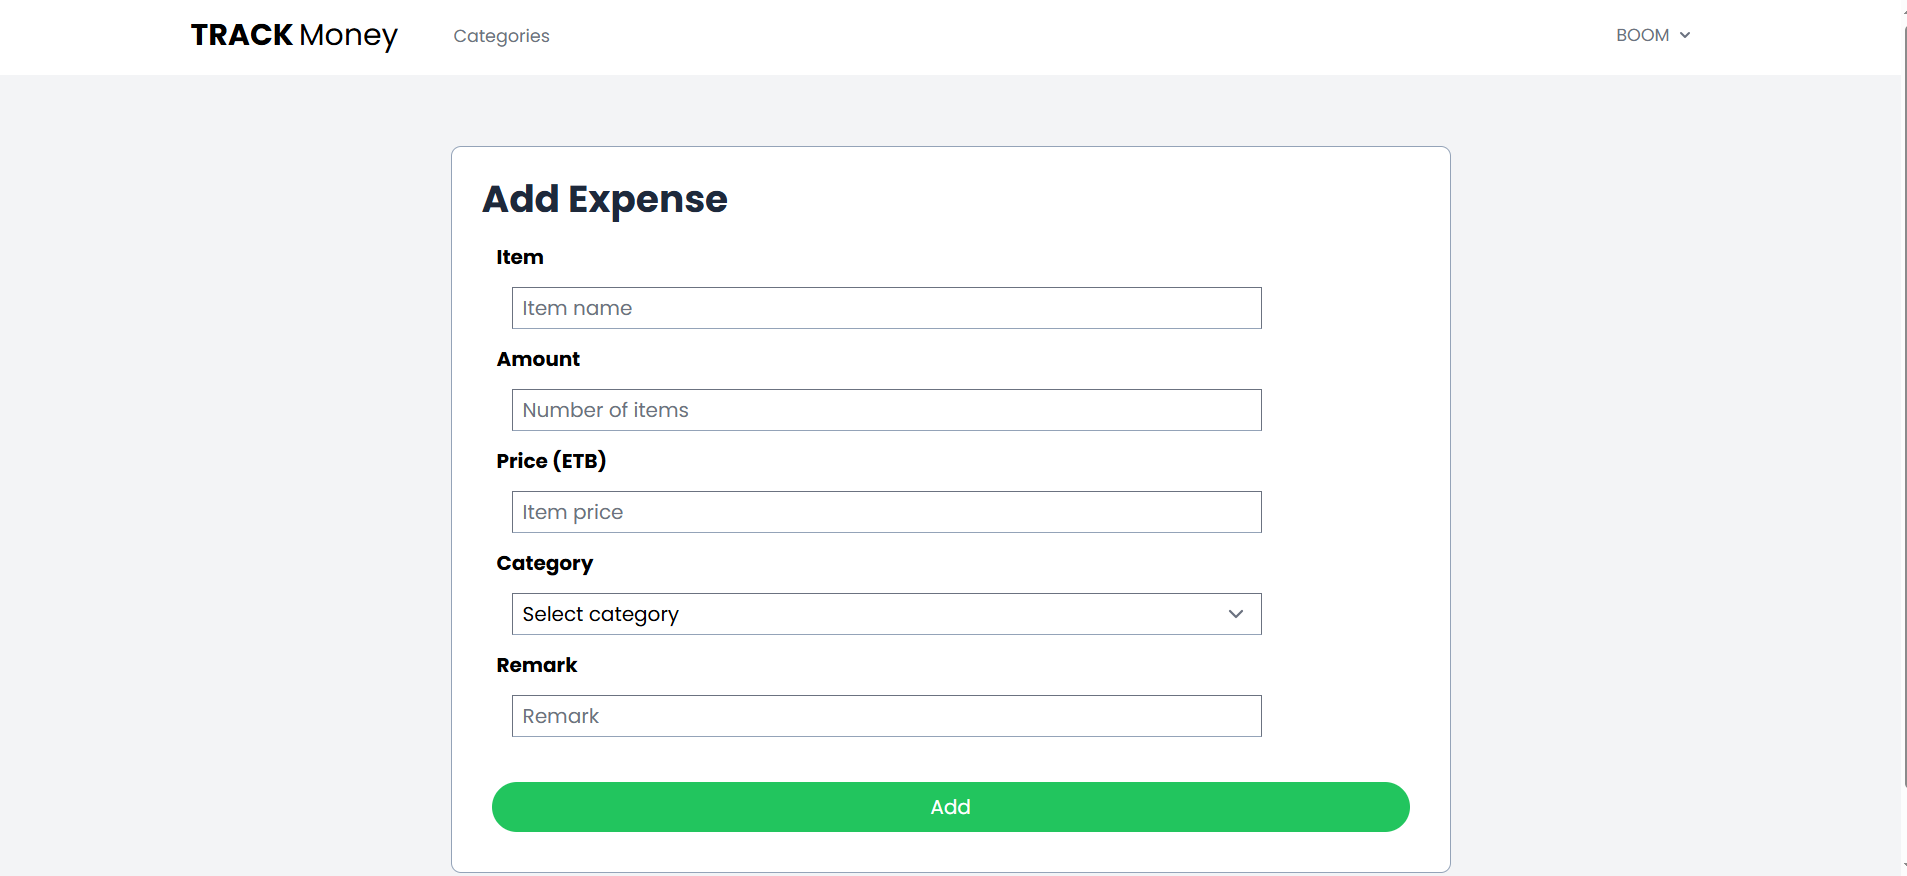 TRACK Money
Categories
BOOM
Add Expense
Item
Item name
Amount
Number of items
Price (ETB)
Item price
Category
Select category
Remark
Remark
Add